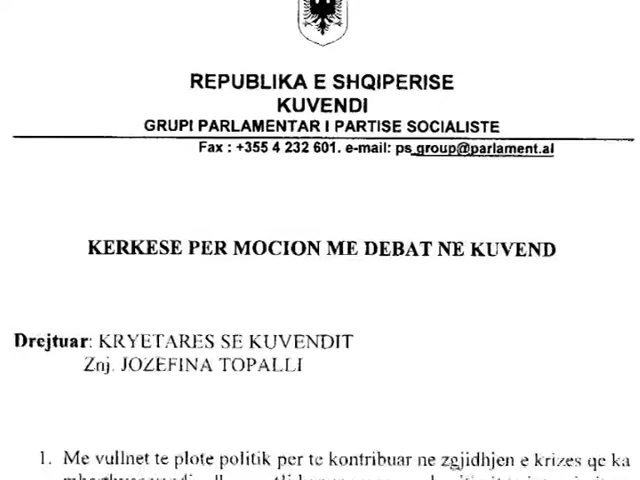 REPUBLIKA E SHQIPERISE
KUVENDI
GRUPI PARLAMENTAR I PARTISE SOCIALISTE
Fax : +355 4 232 601. e-mail: ps_group@parlament.al
KERKESE PER MOCION ME DEBAT NE KUVEND
Drejtuar: KRYETARES SE KUVENDIT
Znj. JOZEFINA TOPALLI
1. Me vullnet te plote politik per te kontribuar ne zgjidhjen e krizes qe ka